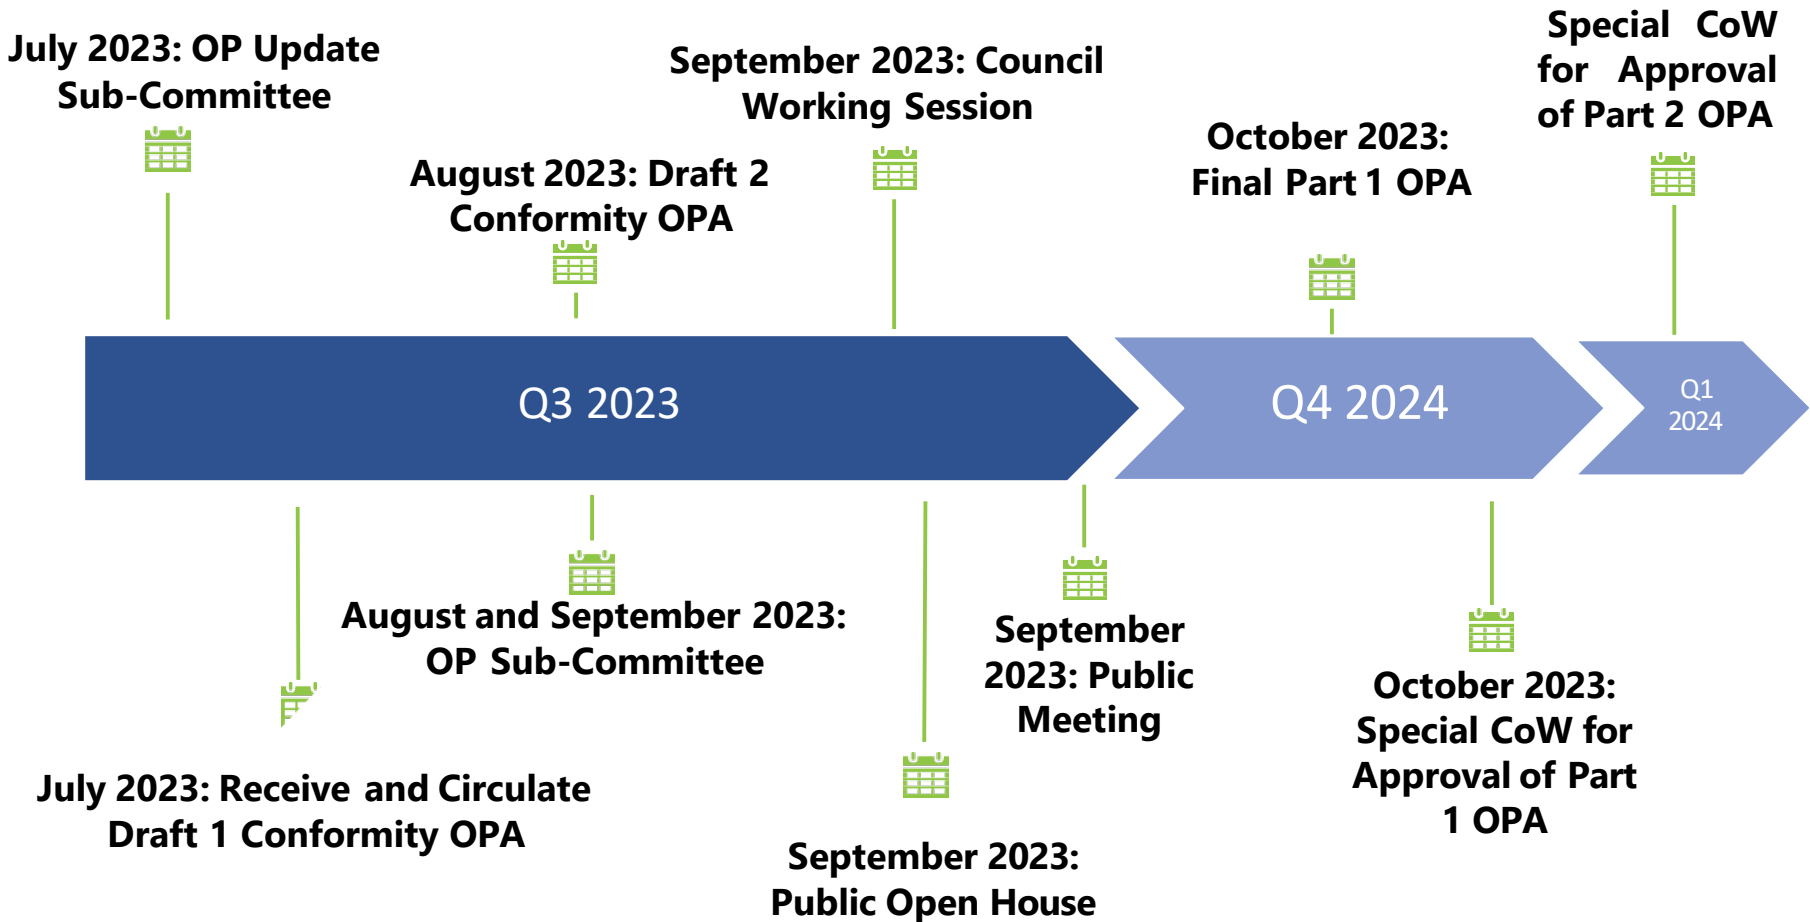 July 2023: OP Update
Sub-Committee
August 2023: Draft 2
Conformity OPA
September 2023: Council
Working Session
October 2023:
Final Part 1 OPA
Special CoW
for Approval
of Part 2 OPA
Q3 2023
Q4 2024
Q1
2024
July 2023: Receive and Circulate
Draft 1 Conformity OPA
August and September 2023:
OP Sub-Committee
September 2023:
Public Open House
September
2023: Public
Meeting
October 2023:
Special CoW for
Approval of Part
1 OPA